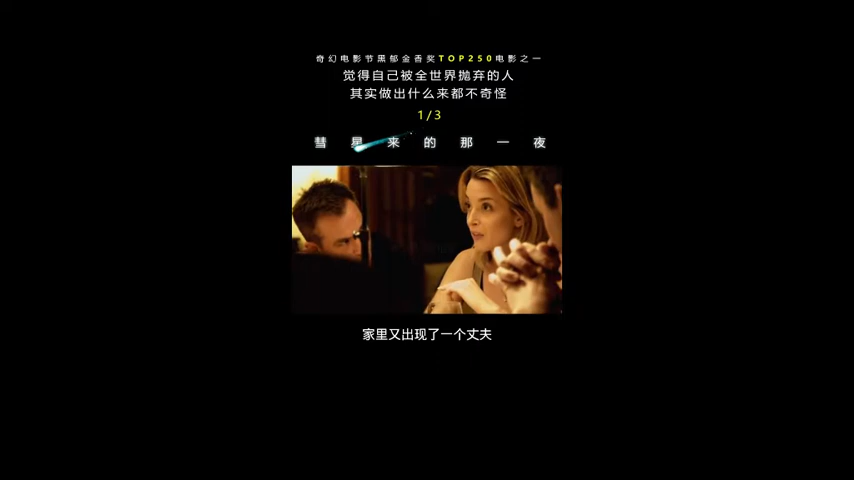 奇幻电影节黑郁金香奖TOP250电影之一
觉得自己被全世界抛弃的人
其实做出什么来都不奇怪
1/3
彗星来的那一夜
家里又出现了一个丈夫